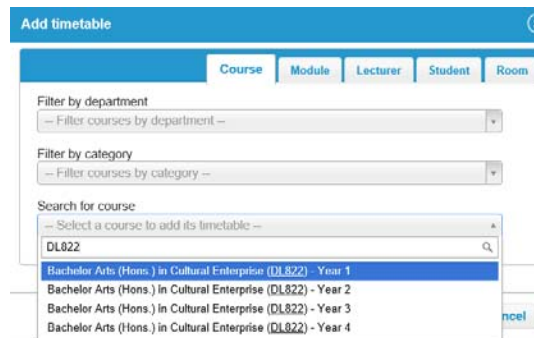 Add timetable
Course Module Lecturer Student Room
Filter by department
-- Filter courses by department --
Filter by category
-- Filter courses by category --
Search for course
-- Select a course to add its timetable --
DL822
Bachelor Arts (Hons.) in Cultural Enterprise (DL822) - Year 1
Bachelor Arts (Hons.) in Cultural Enterprise (DL822) - Year 2
Bachelor Arts (Hons.) in Cultural Enterprise (DL822) - Year 3
Bachelor Arts (Hons.) in Cultural Enterprise (DL822) - Year 4
ncel